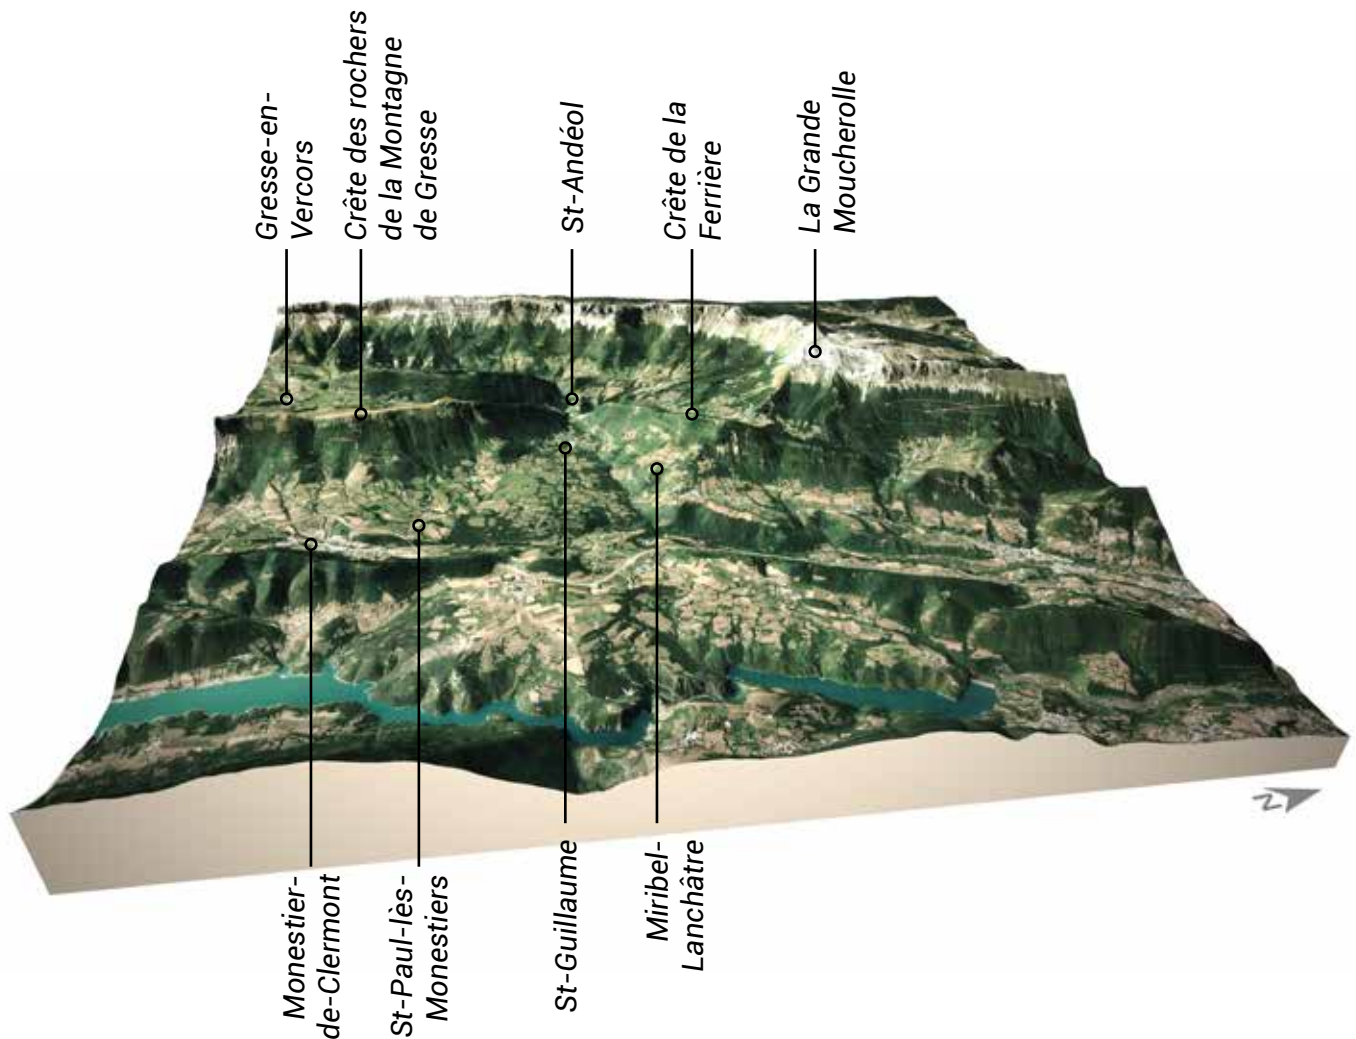 Gresse-en-
Vercors
Crête des rochers
de la Montagne
de Gresse
St-Andéol
Crête de la
Ferrière
La Grande
Moucherolle
Monestier-
de-Clermont
St-Paul-lès-
Monestiers
St-Guillaume
Miribel-
Lanchâtre
N